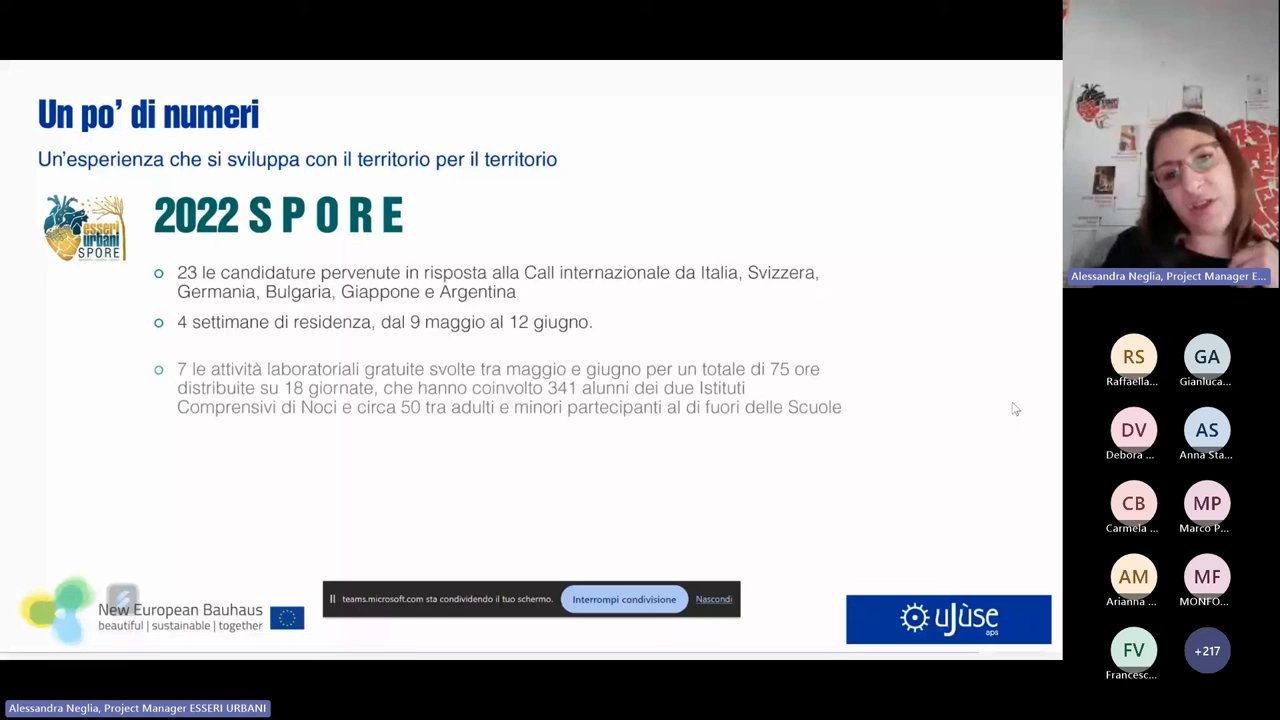 Un po' di numeri
Un'esperienza che si sviluppa con il territorio per il territorio
esseri
urbani
SPORE
2022 S P O R E
23 le candidature pervenute in risposta alla Call internazionale da Italia, Svizzera,
Germania, Bulgaria, Giappone e Argentina
4 settimane di residenza, dal 9 maggio al 12 giugno.
7 le attività laboratoriali gratuite svolte tra maggio e giugno per un totale di 75 ore
distribuite su 18 giornate, che hanno coinvolto 341 alunni dei due Istituti
Comprensivi di Noci e circa 50 tra adulti e minori partecipanti al di fuori delle Scuole
New European Bauhaus
beautiful | sustainable | together
teams.microsoft.com sta condividendo il tuo schermo.
Interrompi condivisione
Nascondi
uJùse
aps
Alessandra Neglia, Project Manager E...
RS
GA
Raffaella...
Gianluca...
DV
AS
Debora ...
Anna Sta...
CB
MP
Carmela ...
Marco P...
AM
MF
Arianna ...
MONFO...
FV
+217
Francesc...
Alessandra Neglia, Project Manager ESSERI URBANI